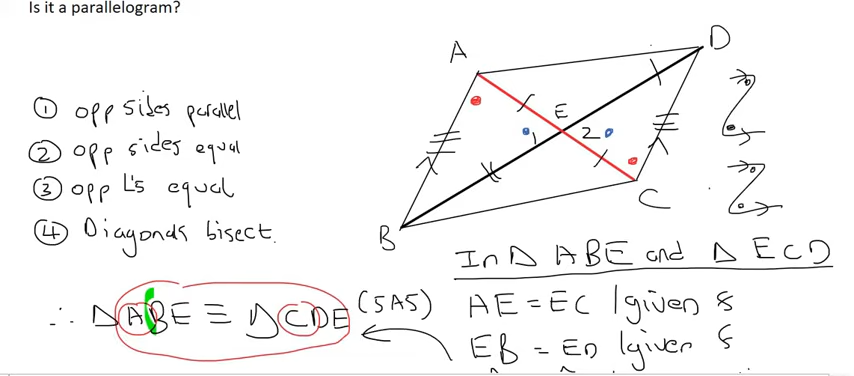 Is it a parallelogram?
① opp sides parallel
② opp sides equal
③ opp L's equal
④ Diagonals bisect.
A
D
E
1
2
B
C
In Δ ABE and Δ ECD
AE = EC | given
EB = ED | given
∴ Δ ABE ≡ Δ CDE (SAS)